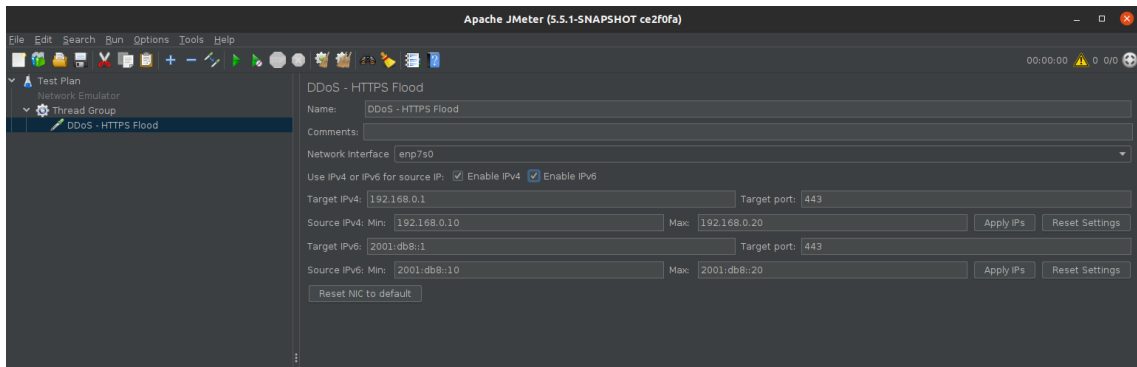 Apache JMeter (5.5.1-SNAPSHOT ce2f0fa)
File Edit Search Run Options Tools Help
00:00:00 0 0/0
Test Plan
Network Emulator
Thread Group
DDoS - HTTPS Flood
DDoS - HTTPS Flood
Name: DDoS - HTTPS Flood
Comments:
Network Interface enp7s0
Use IPv4 or IPv6 for source IP: Enable IPv4 Enable IPv6
Target IPv4: 192.168.0.1 Target port: 443
Source IPv4: Min: 192.168.0.10 Max: 192.168.0.20 Apply IPs Reset Settings
Target IPv6: 2001:db8::1 Target port: 443
Source IPv6: Min: 2001:db8::10 Max: 2001:db8::20 Apply IPs Reset Settings
Reset NIC to default